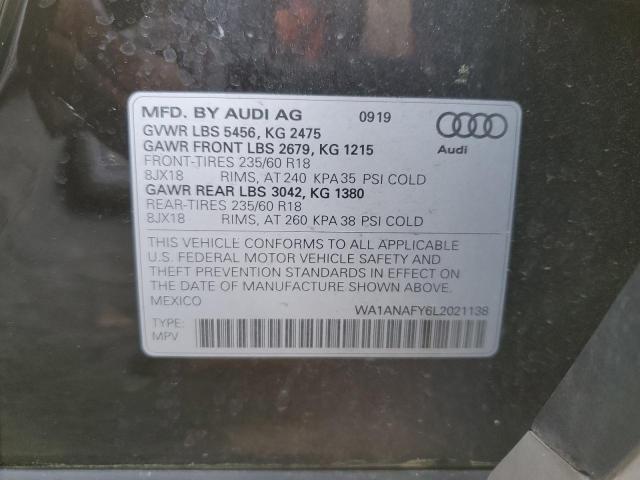 MFD. BY AUDI AG 0919
GVWR LBS 5456, KG 2475
GAWR FRONT LBS 2679, KG 1215
FRONT-TIRES 235/60 R18
8JX18 RIMS, AT 240 KPA 35 PSI COLD
GAWR REAR LBS 3042, KG 1380
REAR-TIRES 235/60 R18
8JX18 RIMS, AT 260 KPA 38 PSI COLD
Audi
THIS VEHICLE CONFORMS TO ALL APPLICABLE
U.S. FEDERAL MOTOR VEHICLE SAFETY AND
THEFT PREVENTION STANDARDS IN EFFECT ON
THE DATE OF MANUFACTURE SHOWN ABOVE.
MEXICO WA1ANAFY6L2021138
TYPE:
MPV